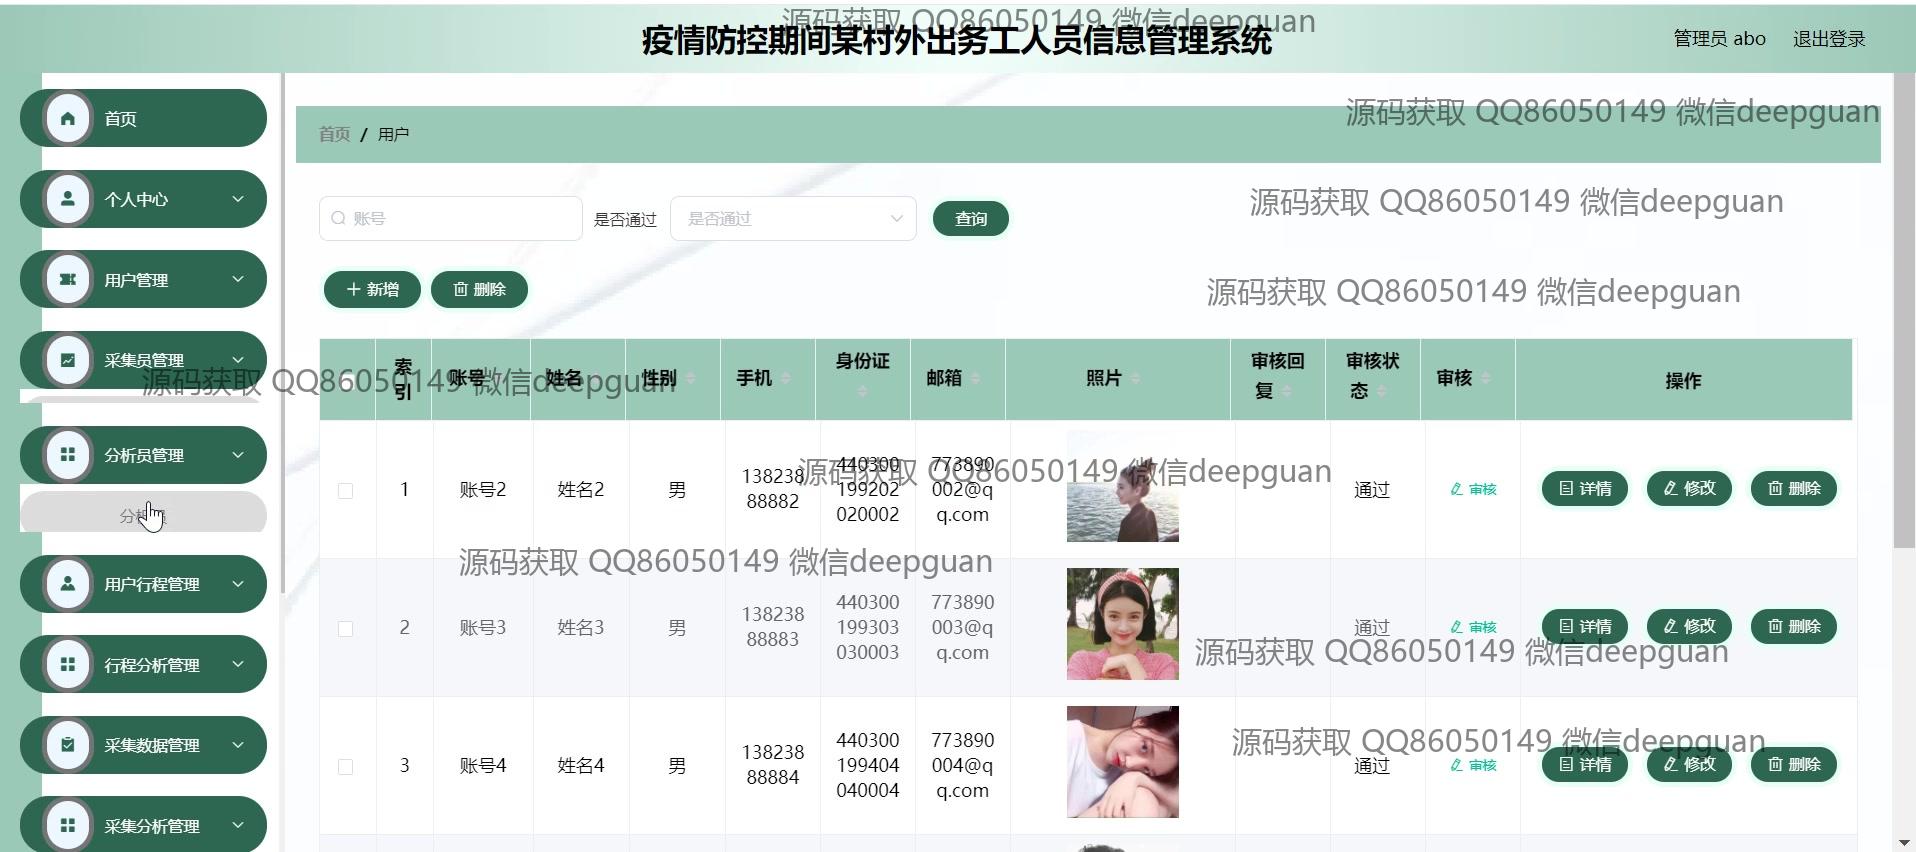 源码获取 QQ86050149 微信deepguan
疫情防控期间某村外出务工人员信息管理系统
管理员 abo 退出登录
首页
个人中心
用户管理
采集员管理
分析员管理
用户行程管理
行程分析管理
采集数据管理
采集分析管理
源码获取 QQ86050149 微信deepguan
首页 / 用户
源码获取 QQ86050149 微信deepguan
账号 是否通过 是否通过 查询
源码获取 QQ86050149 微信deepguan
新增 删除
源码获取 QQ86050149 微信deepguan
索引 账号 姓名 性别 手机 身份证 邮箱 照片 审核回复 审核状态 审核 操作
源码获取 QQ86050149 微信deepguan
1 账号2 姓名2 男 13823888882 440300199202020002 773890002@qq.com 通过 审核 详情 修改 删除
源码获取 QQ86050149 微信deepguan
2 账号3 姓名3 男 13823888883 440300199303030003 773890003@qq.com 通过 审核 详情 修改 删除
源码获取 QQ86050149 微信deepguan
源码获取 QQ86050149 微信deepguan
3 账号4 姓名4 男 13823888884 440300199404040004 773890004@qq.com 通过 审核 详情 修改 删除